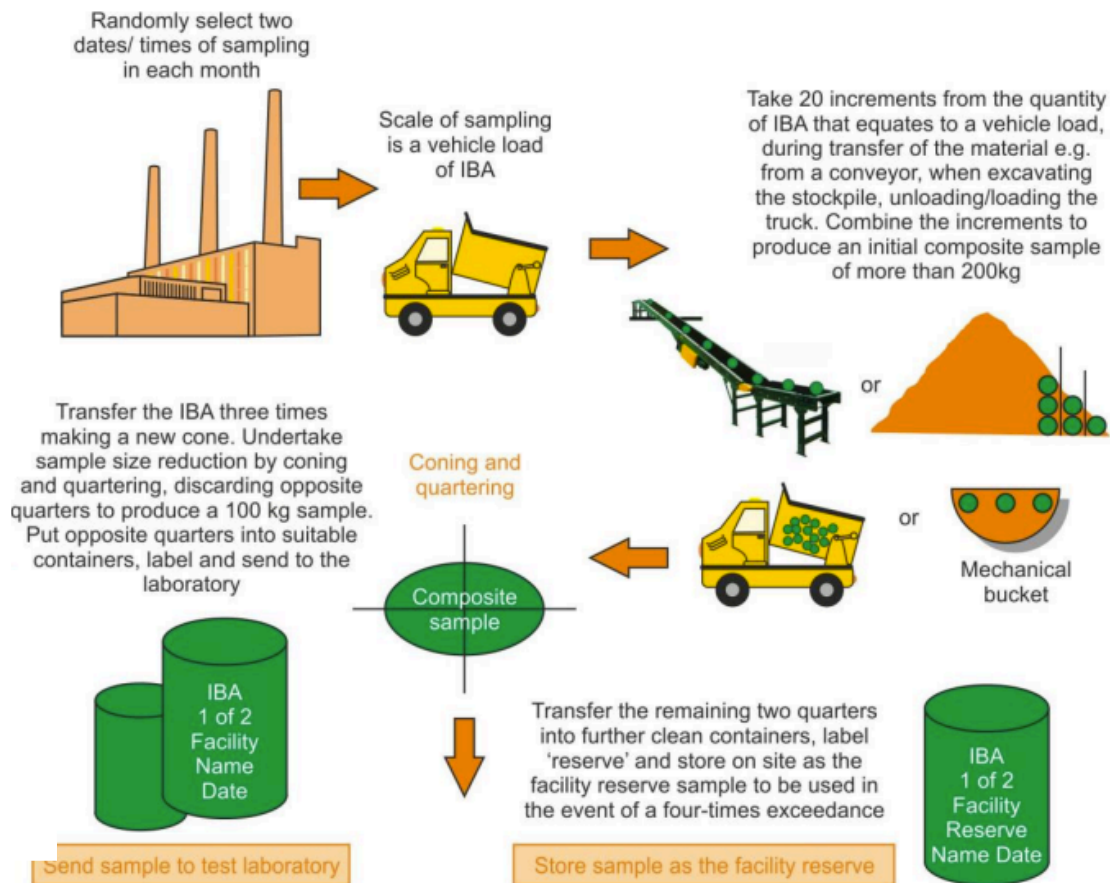 Randomly select two
dates/ times of sampling
in each month
Scale of sampling
is a vehicle load
of IBA
Take 20 increments from the quantity
of IBA that equates to a vehicle load,
during transfer of the material e.g.
from a conveyor, when excavating
the stockpile, unloading/loading the
truck. Combine the increments to
produce an initial composite sample
of more than 200kg
or
or
Mechanical
bucket
Coning and
quartering
Composite
sample
Transfer the IBA three times
making a new cone. Undertake
sample size reduction by coning
and quartering, discarding opposite
quarters to produce a 100 kg sample.
Put opposite quarters into suitable
containers, label and send to the
laboratory
IBA
1 of 2
Facility
Name
Date
Send sample to test laboratory
Transfer the remaining two quarters
into further clean containers, label
‘reserve’ and store on site as the
facility reserve sample to be used in
the event of a four-times exceedance
IBA
1 of 2
Facility
Reserve
Name Date
Store sample as the facility reserve